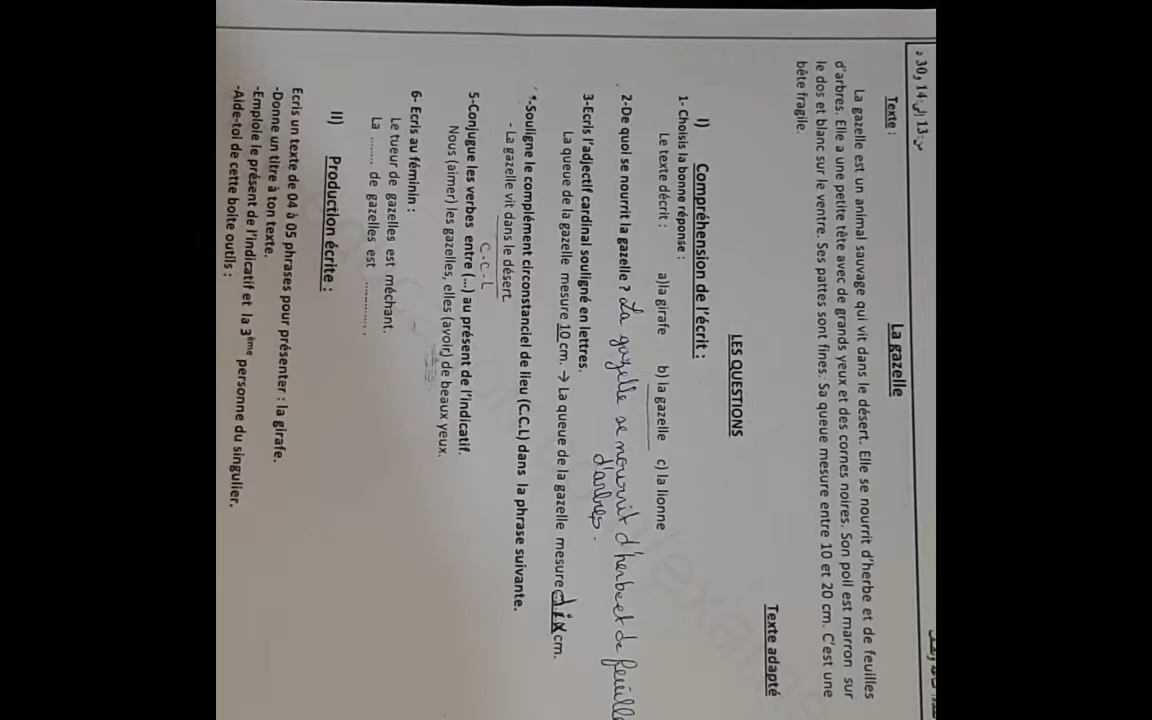 س: 13 إلى: 14 و30 د
La gazelle
Texte :
La gazelle est un animal sauvage qui vit dans le désert. Elle se nourrit d'herbe et de feuilles
d'arbres. Elle a une petite tête avec de grands yeux et des cornes noires. Son poil est marron sur
le dos et blanc sur le ventre. Ses pattes sont fines. Sa queue mesure entre 10 et 20 cm. C'est une
bête fragile.
Texte adapté
LES QUESTIONS
I) Compréhension de l'écrit :
1- Choisis la bonne réponse :
Le texte décrit : a)la girafe b) la gazelle c) la lionne
2-De quoi se nourrit la gazelle ? La gazelle se nourrit d'herbe et de feuill
d'arbres.
3-Ecris l'adjectif cardinal souligné en lettres.
La queue de la gazelle mesure 10 cm. → La queue de la gazelle mesure dix cm.
-Souligne le complément circonstanciel de lieu (C.C.L) dans la phrase suivante.
- La gazelle vit dans le désert.
C-C-L
5-Conjugue les verbes entre (...) au présent de l'indicatif.
Nous (aimer) les gazelles, elles (avoir) de beaux yeux.
6- Ecris au féminin :
Le tueur de gazelles est méchant.
La ........ de gazelles est ............ .
II) Production écrite :
Ecris un texte de 04 à 05 phrases pour présenter : la girafe.
-Donne un titre à ton texte.
-Emploie le présent de l'indicatif et la 3ème personne du singulier.
-Aide-toi de cette boite outils :